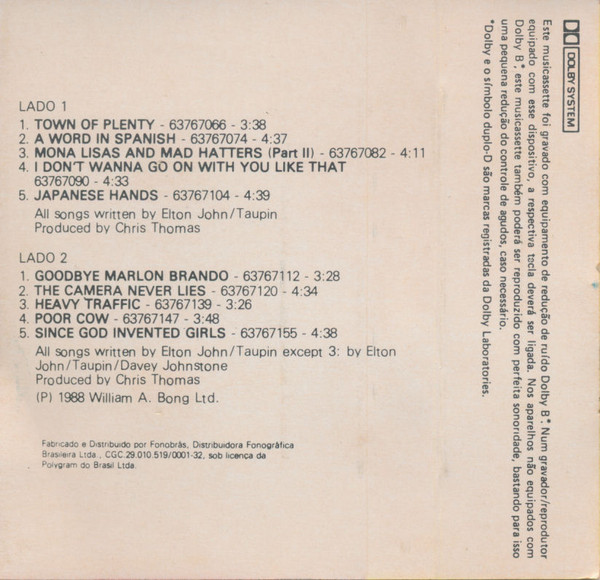 LADO 1
1. TOWN OF PLENTY - 63767066 - 3:38
2. A WORD IN SPANISH - 63767074 - 4:37
3. MONA LISAS AND MAD HATTERS (Part II) - 63767082 - 4:11
4. I DON'T WANNA GO ON WITH YOU LIKE THAT
63767090 - 4:33
5. JAPANESE HANDS - 63767104 - 4:39
All songs written by Elton John/Taupin
Produced by Chris Thomas
LADO 2
1. GOODBYE MARLON BRANDO - 63767112 - 3:28
2. THE CAMERA NEVER LIES - 63767120 - 4:34
3. HEAVY TRAFFIC - 63767139 - 3:26
4. POOR COW - 63767147 - 3:48
5. SINCE GOD INVENTED GIRLS - 63767155 - 4:38
All songs written by Elton John/Taupin except 3: by Elton
John/Taupin/Davey Johnstone
Produced by Chris Thomas
(P) 1988 William A. Bong Ltd.
Fabricado e Distribuido por Fonobrás, Distribuidora Fonográfica
Brasileira Ltda., CGC.29.010.519/0001-32, sob licença da
Polygram do Brasil Ltda.
DOLBY SYSTEM
Este musicassette foi gravado com equipamento de redução de ruído Dolby B*. Num gravador/reprodutor
equipado com esse dispositivo, a respectiva tecla deverá ser ligada. Nos aparelhos não equipados com
Dolby B*, este musicassette também poderá ser reproduzido com perfeita sonoridade, bastando para isso
uma pequena redução do controle de agudos, caso necessário.
*Dolby e o símbolo duplo-D são marcas registradas da Dolby Laboratories.